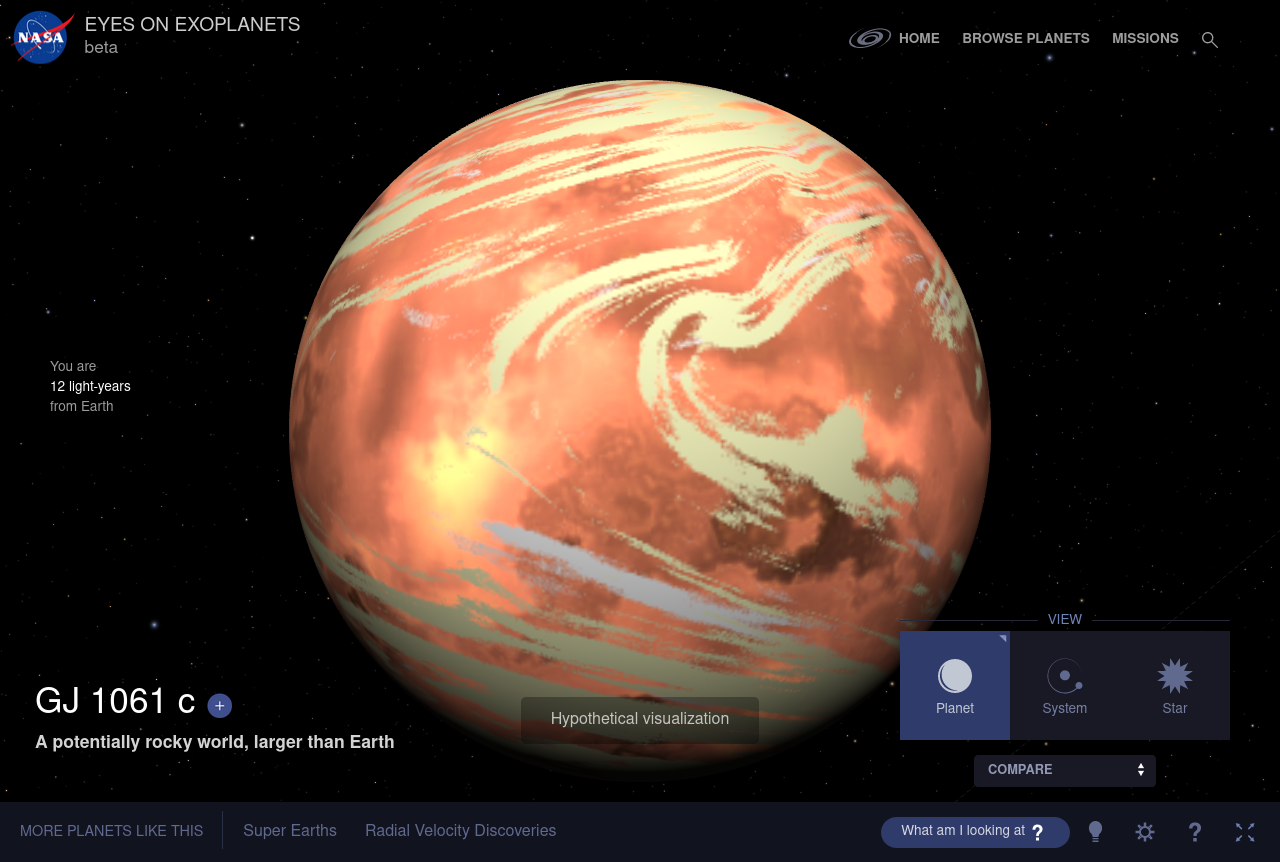 NASA
EYES ON EXOPLANETS
beta
HOME
BROWSE PLANETS
MISSIONS
You are
12 light-years
from Earth
VIEW
Planet
System
Star
GJ 1061 c +
A potentially rocky world, larger than Earth
Hypothetical visualization
COMPARE
MORE PLANETS LIKE THIS
Super Earths
Radial Velocity Discoveries
What am I looking at ?
?